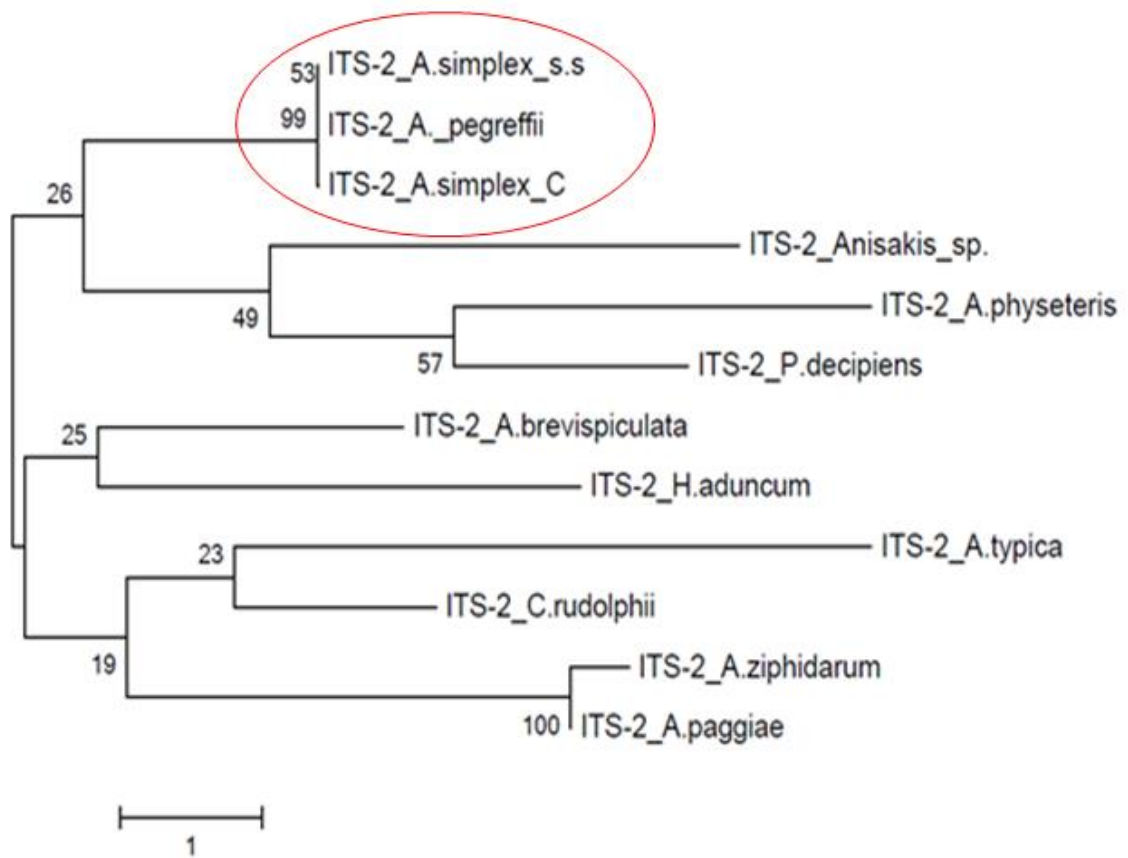 53 ITS-2_A.simplex_s.s
99 ITS-2_A._pegreffii
ITS-2_A.simplex_C
26
ITS-2_Anisakis_sp.
49
ITS-2_A.physeteris
57
ITS-2_P.decipiens
25 ITS-2_A.brevispiculata
ITS-2_H.aduncum
23 ITS-2_A.typica
ITS-2_C.rudolphii
19 ITS-2_A.ziphidarum
100 ITS-2_A.paggiae
1